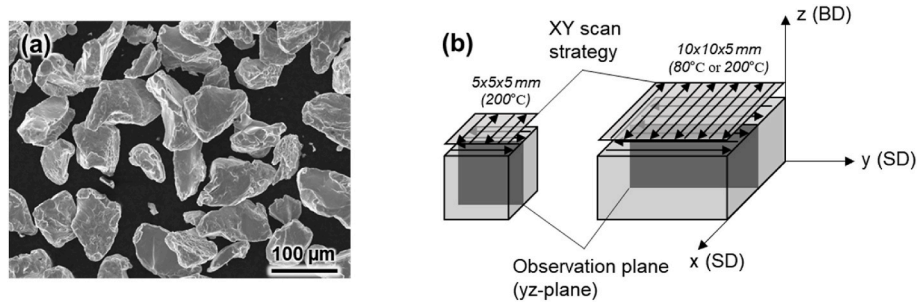 (a)
100 μm
(b)
XY scan
strategy
5x5x5 mm
(200°C)
10x10x5 mm
(80°C or 200°C)
z (BD)
y (SD)
x (SD)
Observation plane
(yz-plane)